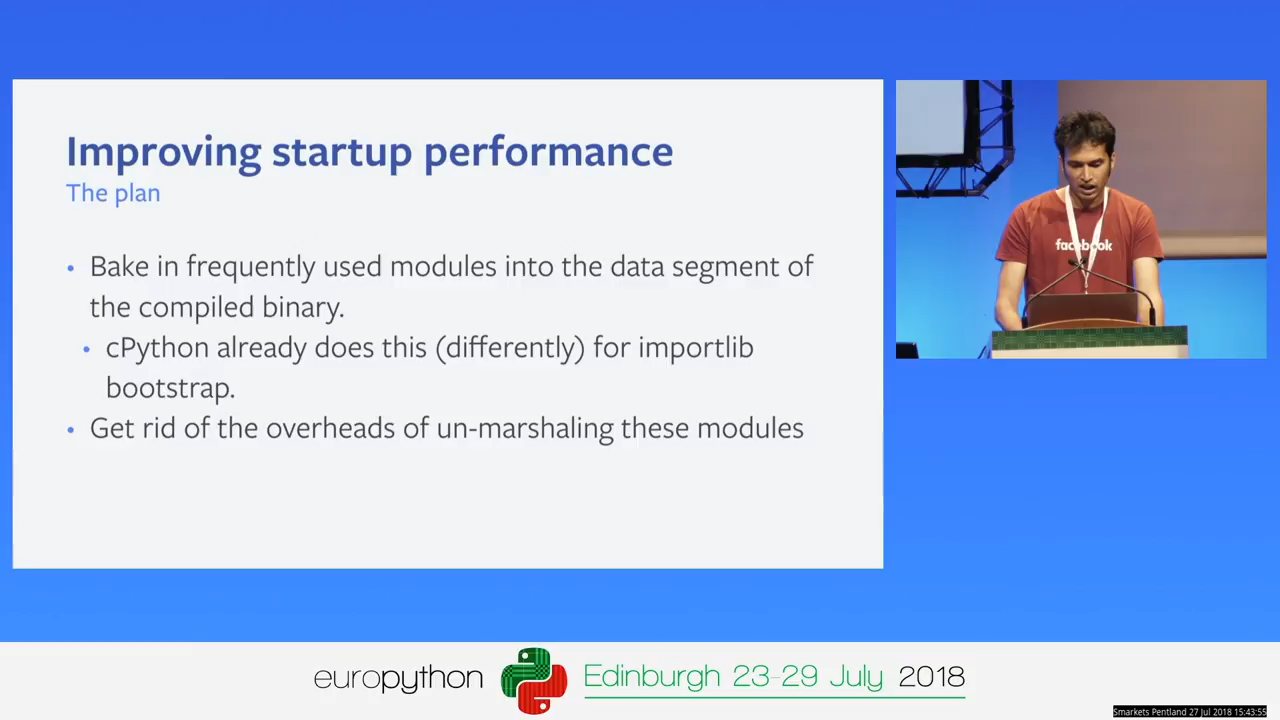 Improving startup performance
The plan
• Bake in frequently used modules into the data segment of
the compiled binary.
• cPython already does this (differently) for importlib
bootstrap.
• Get rid of the overheads of un-marshaling these modules
facebook
europython Edinburgh 23-29 July 2018
Smarkets Pentland 27 Jul 2018 15:43:55